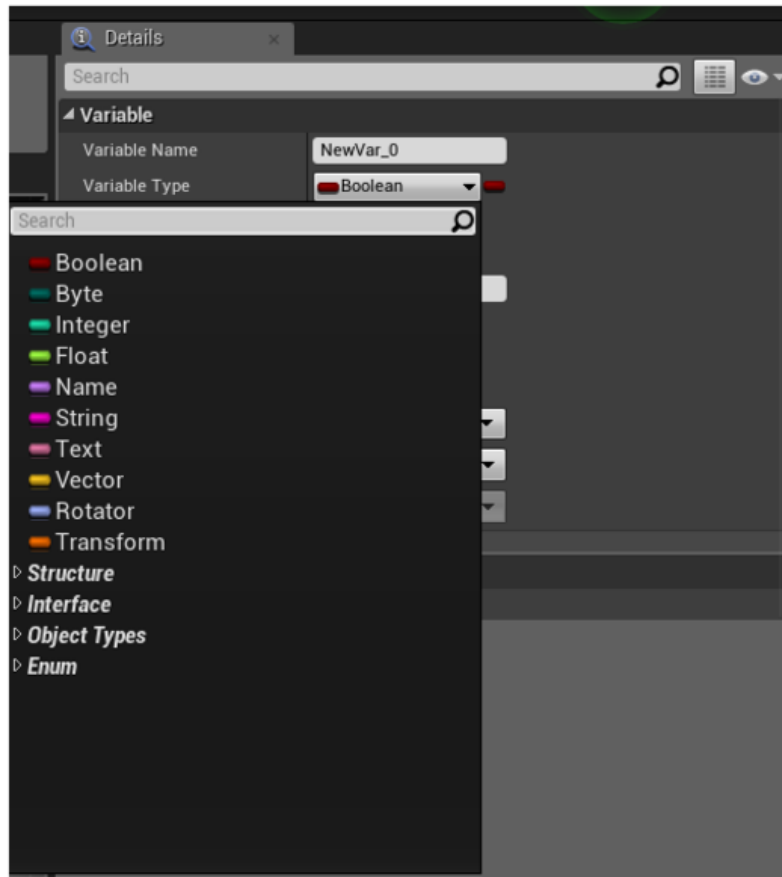 Details
Search
Variable
Variable Name NewVar_0
Variable Type Boolean
Search
Boolean
Byte
Integer
Float
Name
String
Text
Vector
Rotator
Transform
Structure
Interface
Object Types
Enum